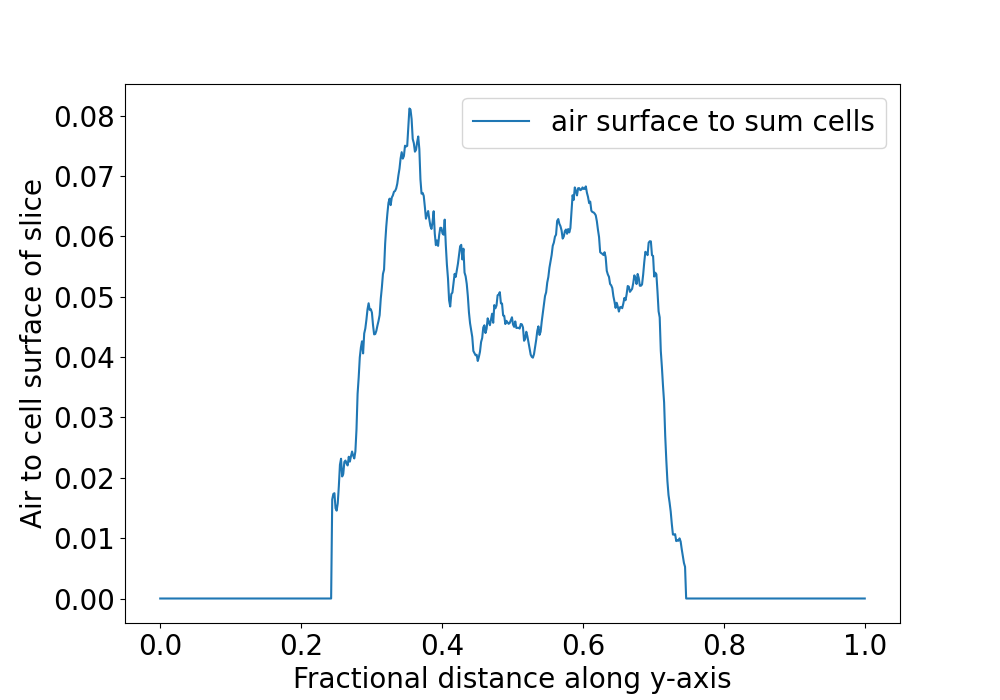 air surface to sum cells
Air to cell surface of slice
0.08
0.07
0.06
0.05
0.04
0.03
0.02
0.01
0.00
0.0 0.2 0.4 0.6 0.8 1.0
Fractional distance along y-axis